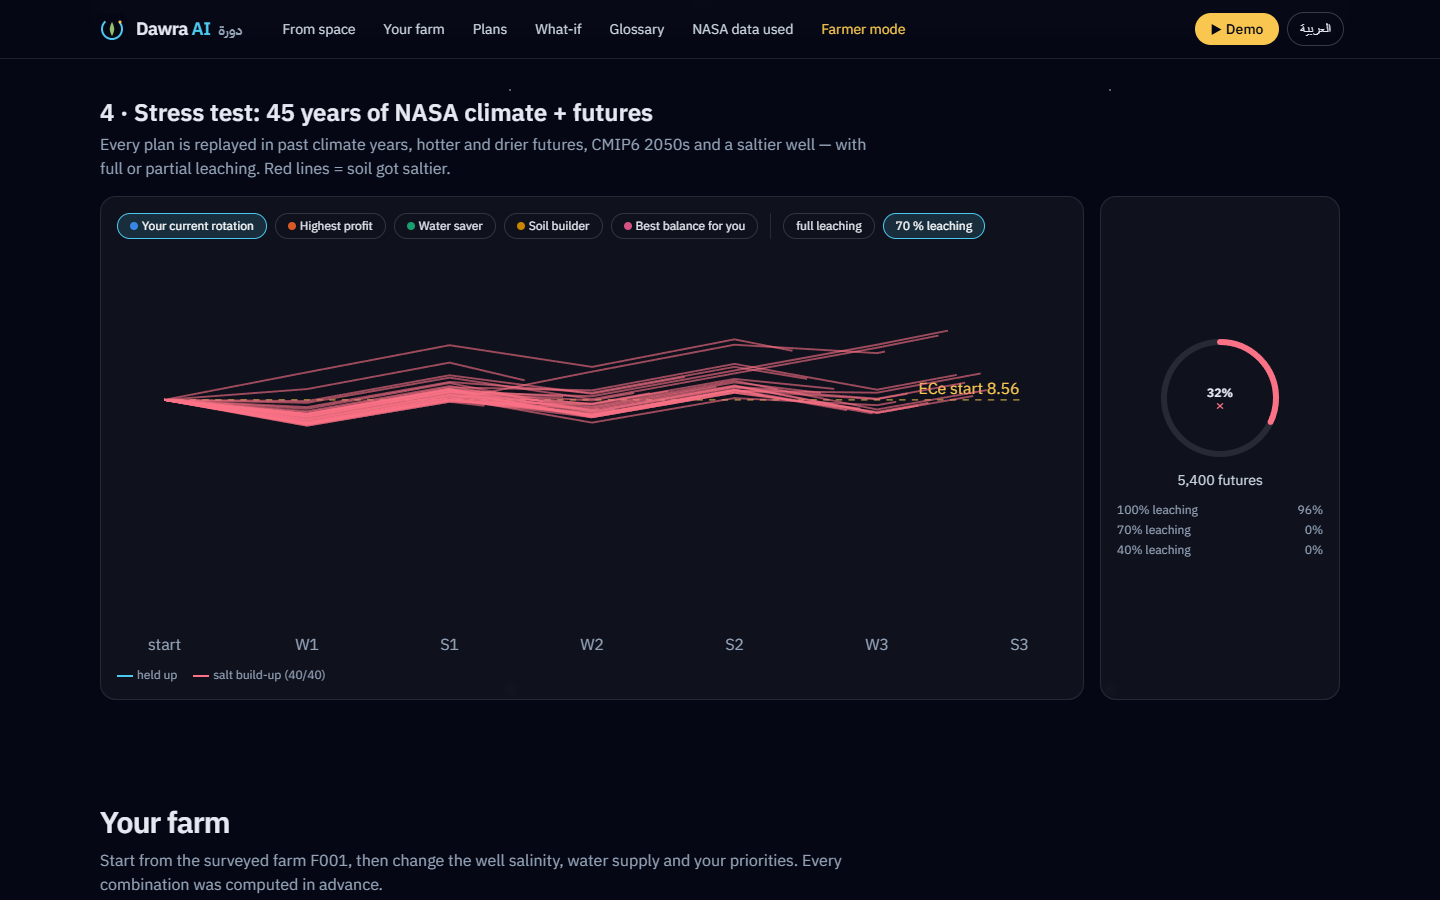 Dawra AI دورة
From space
Your farm
Plans
What-if
Glossary
NASA data used
Farmer mode
▶ Demo
العربية
4 · Stress test: 45 years of NASA climate + futures
Every plan is replayed in past climate years, hotter and drier futures, CMIP6 2050s and a saltier well — with
full or partial leaching. Red lines = soil got saltier.
Your current rotation
Highest profit
Water saver
Soil builder
Best balance for you
full leaching
70 % leaching
ECe start 8.56
start
W1
S1
W2
S2
W3
S3
held up
salt build-up (40/40)
32%
×
5,400 futures
100% leaching 96%
70% leaching 0%
40% leaching 0%
Your farm
Start from the surveyed farm F001, then change the well salinity, water supply and your priorities. Every
combination was computed in advance.